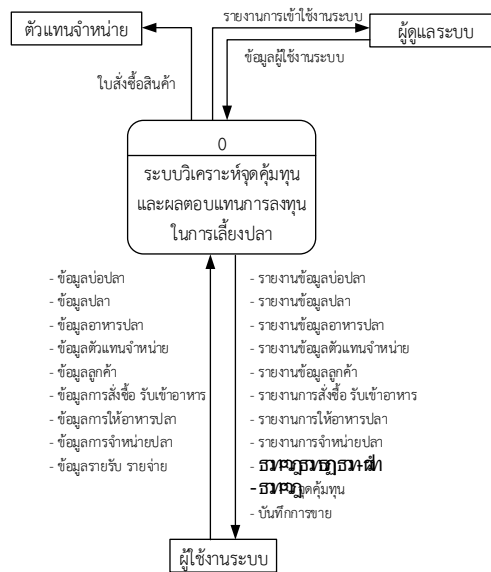 ตัวแทนจำหน่าย
รายงานการเข้าใช้งานระบบ
ผู้ดูแลระบบ
ข้อมูลผู้ใช้งานระบบ
ใบสั่งซื้อสินค้า
0
ระบบวิเคราะห์จุดคุ้มทุน
และผลตอบแทนการลงทุน
ในการเลี้ยงปลา
- ข้อมูลบ่อปลา
- ข้อมูลปลา
- ข้อมูลอาหารปลา
- ข้อมูลตัวแทนจำหน่าย
- ข้อมูลลูกค้า
- ข้อมูลการสั่งซื้อ รับเข้าอาหาร
- ข้อมูลการให้อาหารปลา
- ข้อมูลการจำหน่ายปลา
- ข้อมูลรายรับ รายจ่าย
- รายงานข้อมูลบ่อปลา
- รายงานข้อมูลปลา
- รายงานข้อมูลอาหารปลา
- รายงานข้อมูลตัวแทนจำหน่าย
- รายงานข้อมูลลูกค้า
- รายงานการสั่งซื้อ รับเข้าอาหาร
- รายงานการให้อาหารปลา
- รายงานการจำหน่ายปลา
-
- จุดคุ้มทุน
- บันทึกการขาย
ผู้ใช้งานระบบ